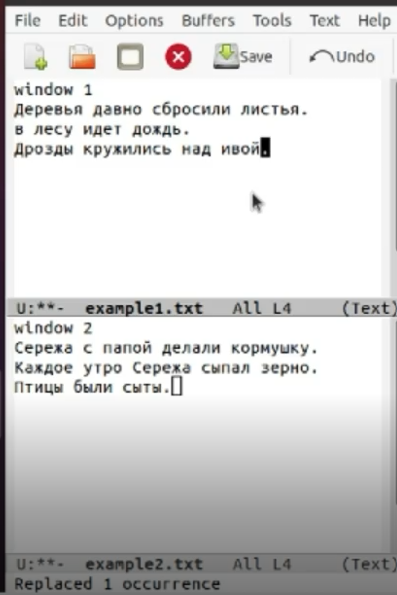 File Edit Options Buffers Tools Text Help
Save Undo
window 1
Деревья давно сбросили листья.
в лесу идет дождь.
Дрозды кружились над ивой.
U:**- example1.txt All L4 (Text)
window 2
Сережа с папой делали кормушку.
Каждое утро Сережа сыпал зерно.
Птицы были сыты.
U:**- example2.txt All L4 (Text)
Replaced 1 occurrence